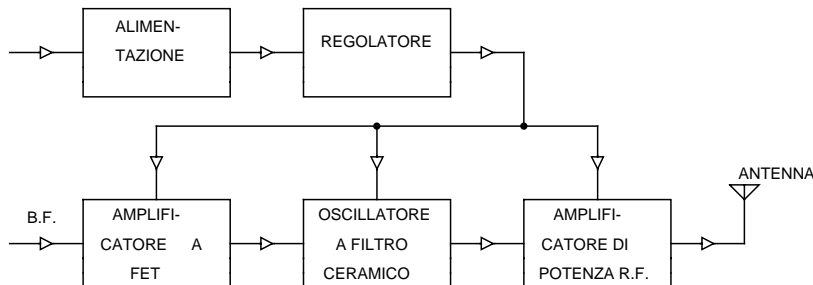 ALIMEN-
TAZIONE
REGOLATORE
ANTENNA
B.F.
AMPLIFI-
CATORE A
FET
OSCILLATORE
A FILTRO
CERAMICO
AMPLIFI-
CATORE DI
POTENZA R.F.